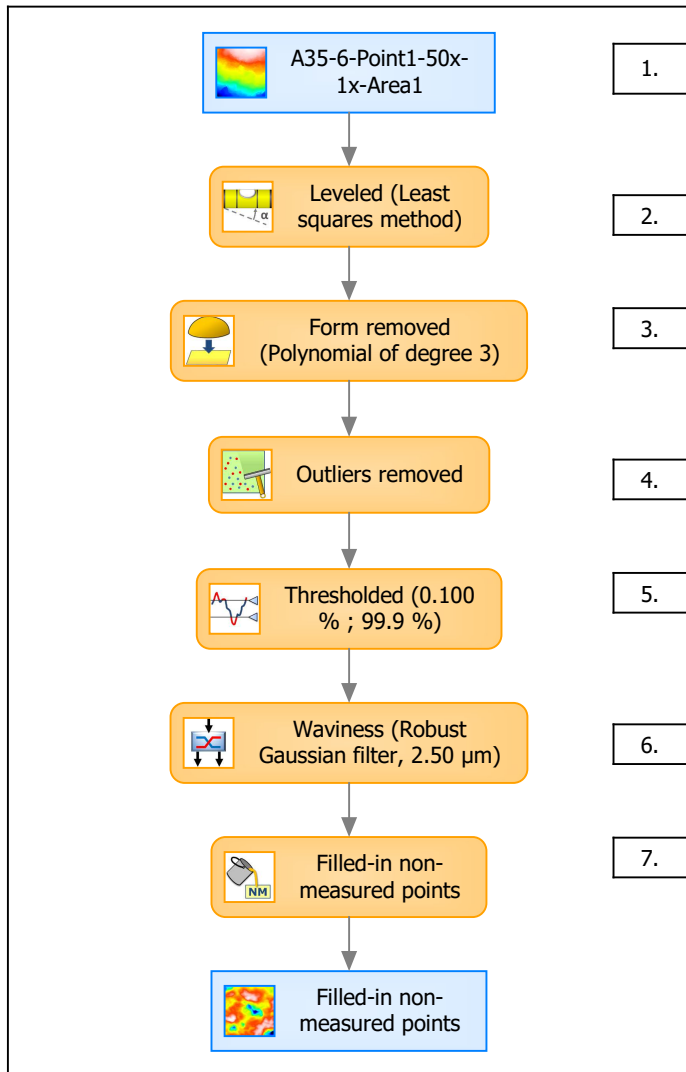 A35-6-Point1-50x-
1x-Area1
1.
Leveled (Least
squares method)
α
2.
Form removed
(Polynomial of degree 3)
3.
Outliers removed
4.
Thresholded (0.100
% ; 99.9 %)
5.
Waviness (Robust
Gaussian filter, 2.50 µm)
6.
Filled-in non-
measured points
NM
7.
Filled-in non-
measured points